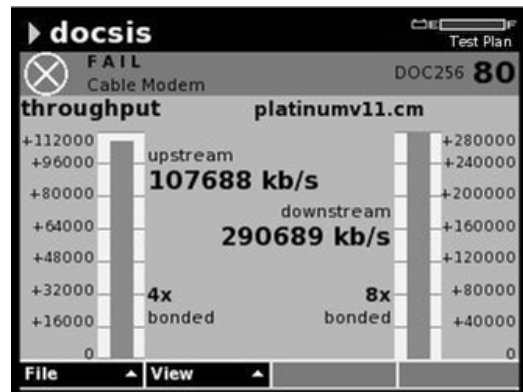 docsis
E F
Test Plan
FAIL
Cable Modem
DOC256 80
throughput platinumv11.cm
+112000
+96000
+80000
+64000
+48000
+32000
+16000
0
upstream
107688 kb/s
downstream
290689 kb/s
4x
bonded
8x
bonded
+280000
+240000
+200000
+160000
+120000
+80000
+40000
0
File View